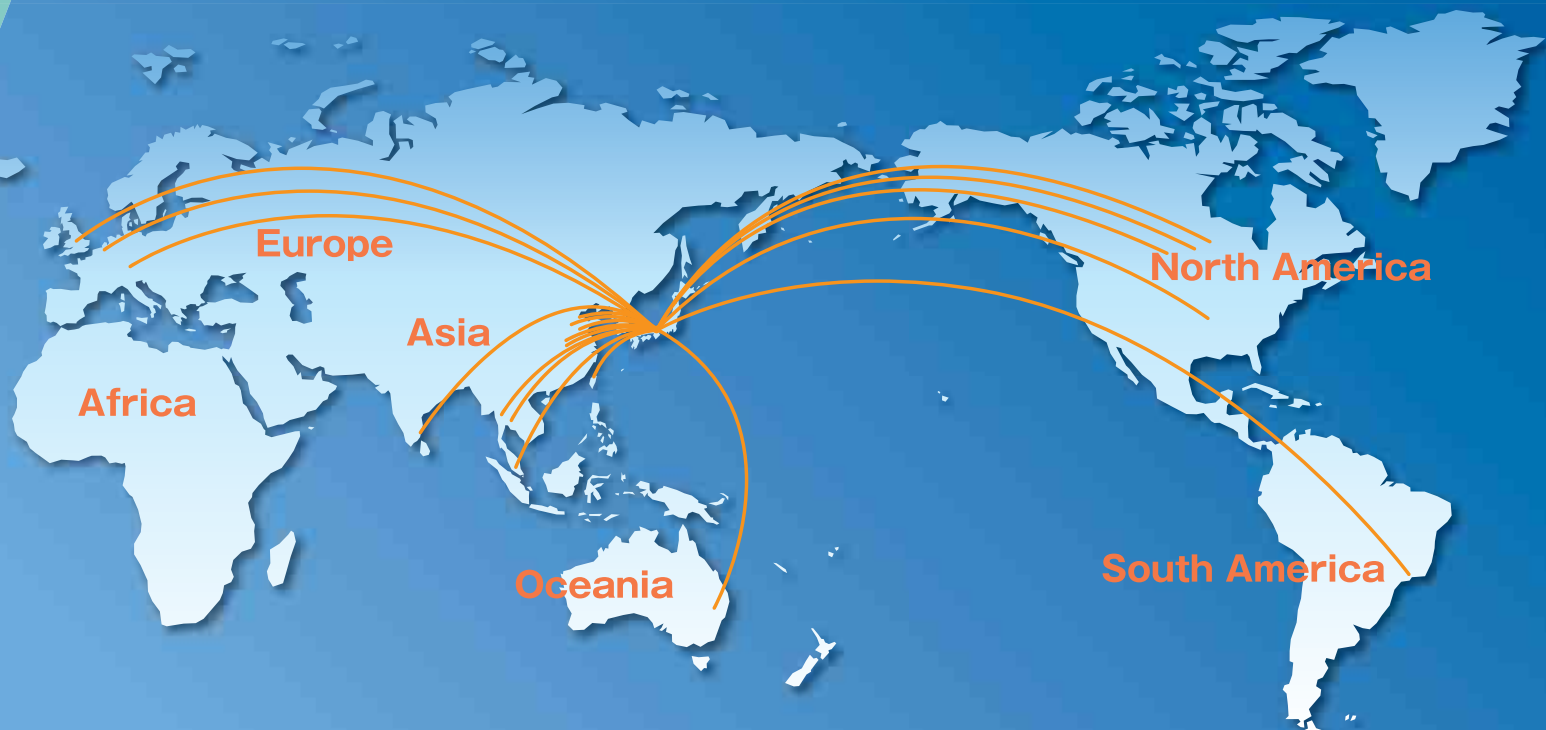 Europe
North America
Asia
Africa
South America
Oceania